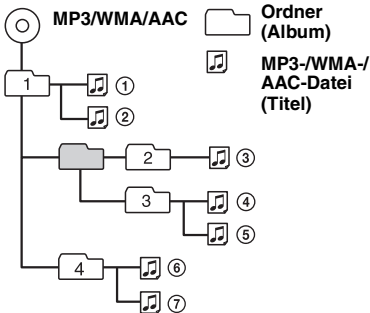 MP3/WMA/AAC
Ordner
(Album)
MP3-/WMA-/
AAC-Datei
(Titel)
1
①
②
2
③
3
④
⑤
4
⑥
⑦